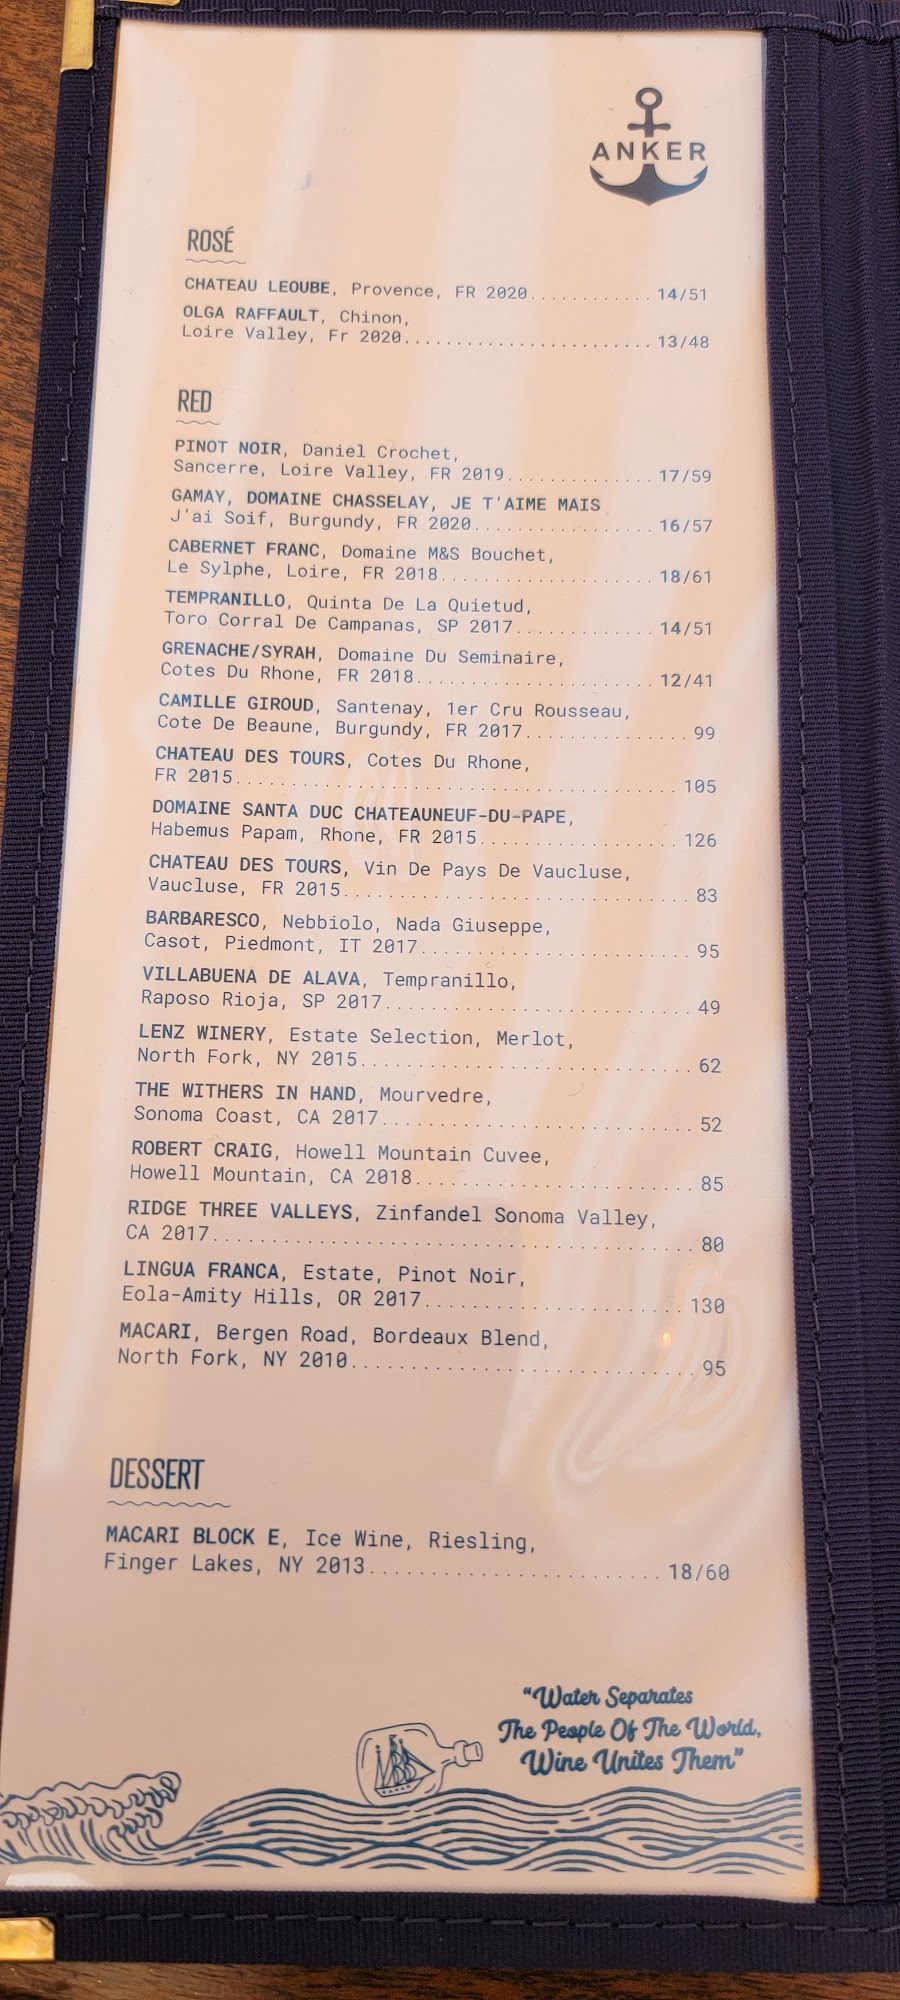 ANKER
ROSÉ
CHATEAU LEOUBE, Provence, FR 2020............14/51
OLGA RAFFAULT, Chinon,
Loire Valley, Fr 2020........................13/48
RED
PINOT NOIR, Daniel Crochet,
Sancerre, Loire Valley, FR 2019..............17/59
GAMAY, DOMAINE CHASSELAY, JE T'AIME MAIS
J'ai Soif, Burgundy, FR 2020.................16/57
CABERNET FRANC, Domaine M&S Bouchet,
Le Sylphe, Loire, FR 2018....................18/61
TEMPRANILLO, Quinta De La Quietud,
Toro Corral De Campanas, SP 2017.............14/51
GRENACHE/SYRAH, Domaine Du Seminaire,
Cotes Du Rhone, FR 2018......................12/41
CAMILLE GIROUD, Santenay, 1er Cru Rousseau,
Cote De Beaune, Burgundy, FR 2017...............99
CHATEAU DES TOURS, Cotes Du Rhone,
FR 2015..........................................105
DOMAINE SANTA DUC CHATEAUNEUF-DU-PAPE,
Habemus Papam, Rhone, FR 2015...................126
CHATEAU DES TOURS, Vin De Pays De Vaucluse,
Vaucluse, FR 2015................................83
BARBARESCO, Nebbiolo, Nada Giuseppe,
Casot, Piedmont, IT 2017..........................95
VILLABUENA DE ALAVA, Tempranillo,
Raposo Rioja, SP 2017............................49
LENZ WINERY, Estate Selection, Merlot,
North Fork, NY 2015..............................62
THE WITHERS IN HAND, Mourvedre,
Sonoma Coast, CA 2017............................52
ROBERT CRAIG, Howell Mountain Cuvee,
Howell Mountain, CA 2018.........................85
RIDGE THREE VALLEYS, Zinfandel Sonoma Valley,
CA 2017..........................................80
LINGUA FRANCA, Estate, Pinot Noir,
Eola-Amity Hills, OR 2017.......................130
MACARI, Bergen Road, Bordeaux Blend,
North Fork, NY 2010..............................95
DESSERT
MACARI BLOCK E, Ice Wine, Riesling,
Finger Lakes, NY 2013.........................18/60
"Water Separates
The People Of The World,
Wine Unites Them"